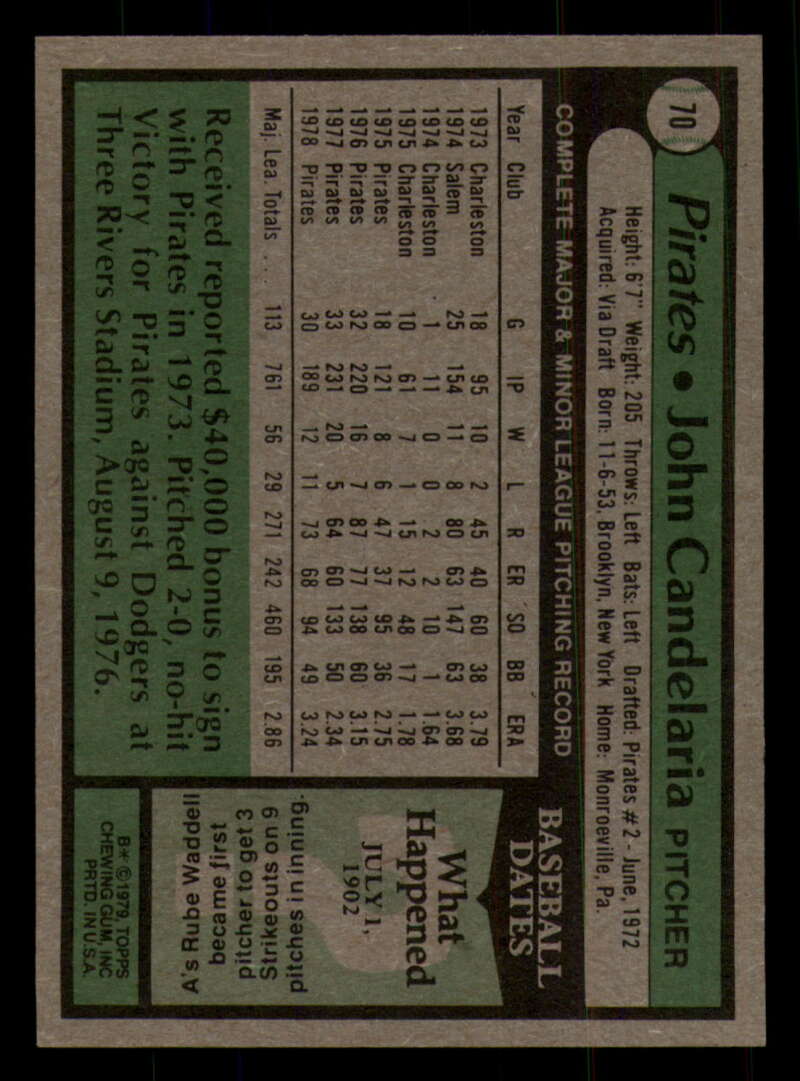 70
Pirates • John Candelaria PITCHER
Height: 6'7" Weight: 205 Throws: Left Bats: Left Drafted: Pirates #2 - June, 1972
Acquired: Via Draft Born: 11-6-53, Brooklyn, New York Home: Monroeville, Pa.
COMPLETE MAJOR & MINOR LEAGUE PITCHING RECORD
Year Club G IP W L R ER SO BB ERA
1973 Charleston 18 95 10 2 45 40 60 38 3.79
1974 Salem 25 154 11 8 80 63 147 63 3.68
1974 Charleston 1 11 0 0 2 2 10 1 1.64
1975 Charleston 10 61 7 1 15 12 48 17 1.78
1975 Pirates 18 121 8 6 47 37 95 36 2.75
1976 Pirates 32 220 16 7 87 77 138 60 3.15
1977 Pirates 33 231 20 5 64 60 133 50 2.34
1978 Pirates 30 189 12 11 73 68 94 49 3.24
Maj. Lea. Totals . . . 113 761 56 29 271 242 460 195 2.86
Received reported $40,000 bonus to sign
with Pirates in 1973. Pitched 2-0, no-hit
Victory for Pirates against Dodgers at
Three Rivers Stadium, August 9, 1976.
BASEBALL
DATES
What
Happened
JULY 1,
1902
A's Rube Waddell
became first
pitcher to get 3
Strikeouts on 9
pitches in inning.
B* ©1979, TOPPS
CHEWING GUM, INC
PRTD. IN U.S.A.